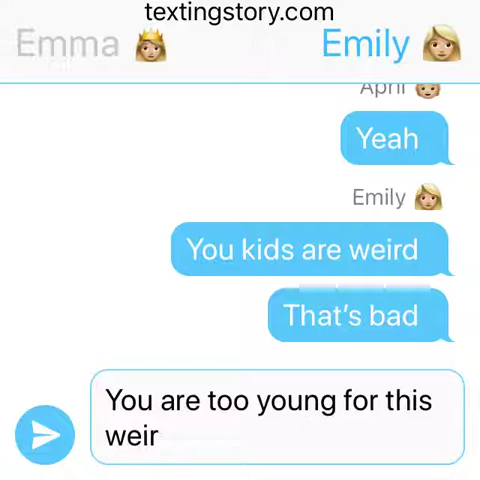 textingstory.com
Emma 👸🏼 Emily 👩🏼
April 👶🏼
Yeah
Emily 👩🏼
You kids are weird
That's bad
You are too young for this
weir